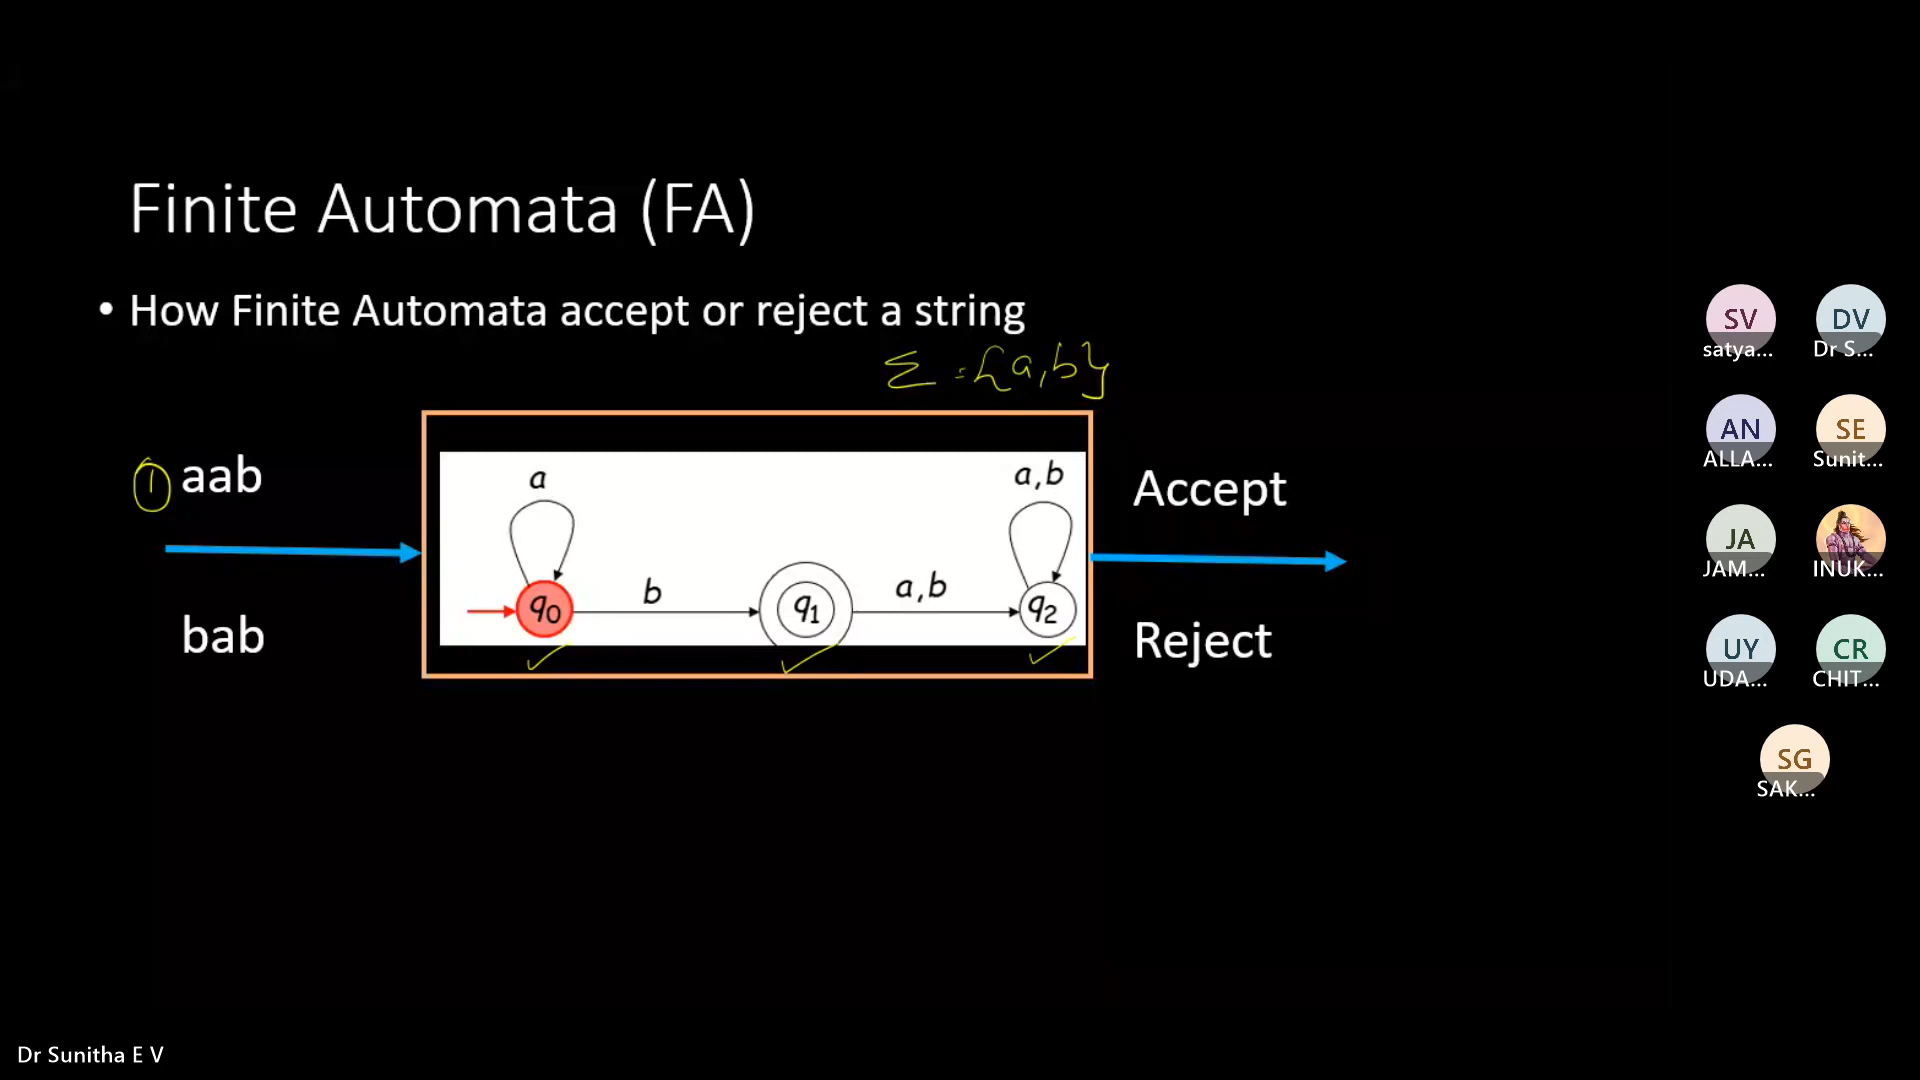 Finite Automata (FA)
• How Finite Automata accept or reject a string
Σ = {a,b}
① aab
bab
a
a,b
q0
b
q1
a,b
q2
Accept
Reject
SV
satya...
DV
Dr S...
AN
ALLA...
SE
Sunit...
JA
JAM...
INUK...
UY
UDA...
CR
CHIT...
SG
SAK...
Dr Sunitha E V